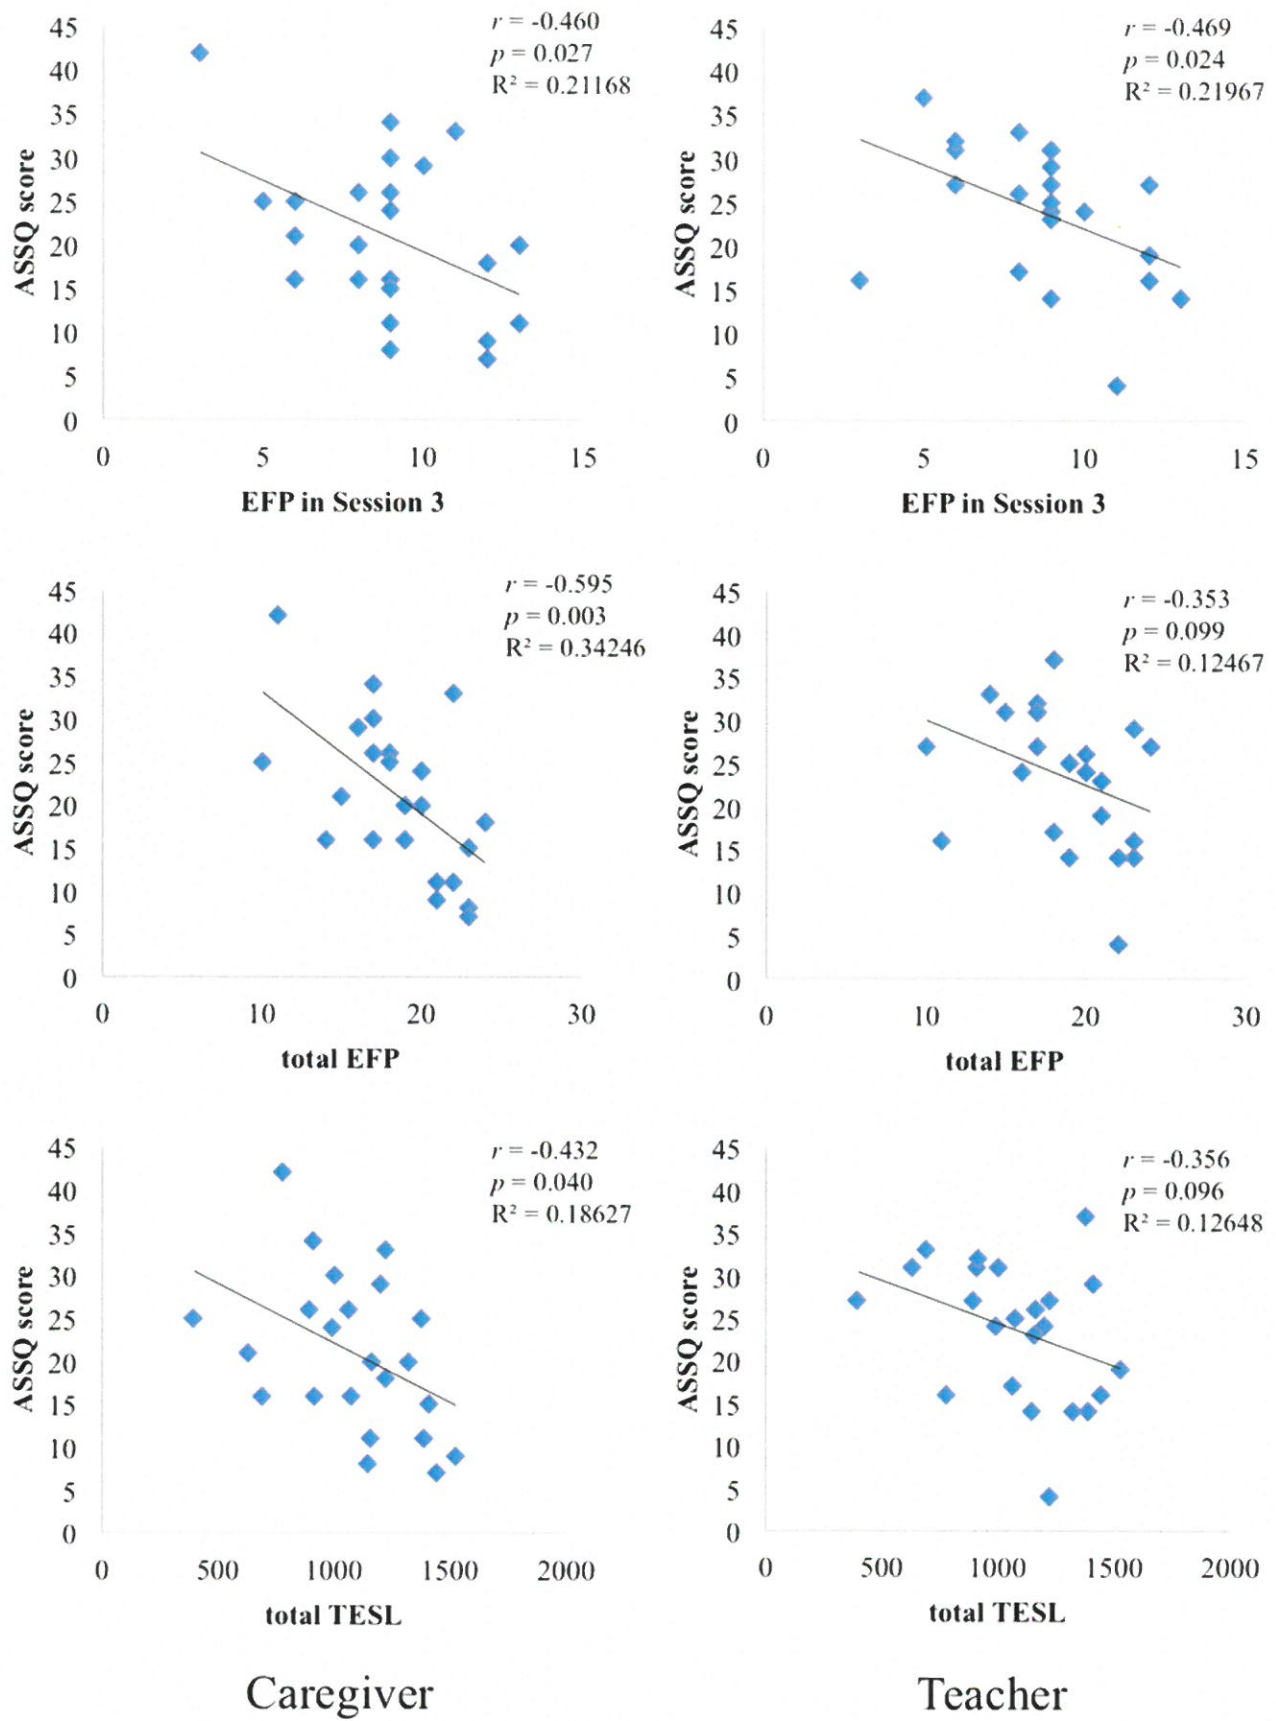 r = -0.460
p = 0.027
R² = 0.21168
45
40
35
30
25
20
15
10
5
0
ASSQ score
0 5 10 15
EFP in Session 3
r = -0.469
p = 0.024
R² = 0.21967
45
40
35
30
25
20
15
10
5
0
ASSQ score
0 5 10 15
EFP in Session 3
r = -0.595
p = 0.003
R² = 0.34246
45
40
35
30
25
20
15
10
5
0
ASSQ score
0 10 20 30
total EFP
r = -0.353
p = 0.099
R² = 0.12467
45
40
35
30
25
20
15
10
5
0
ASSQ score
0 10 20 30
total EFP
r = -0.432
p = 0.040
R² = 0.18627
45
40
35
30
25
20
15
10
5
0
ASSQ score
0 500 1000 1500 2000
total TESL
r = -0.356
p = 0.096
R² = 0.12648
45
40
35
30
25
20
15
10
5
0
ASSQ score
0 500 1000 1500 2000
total TESL
Caregiver
Teacher